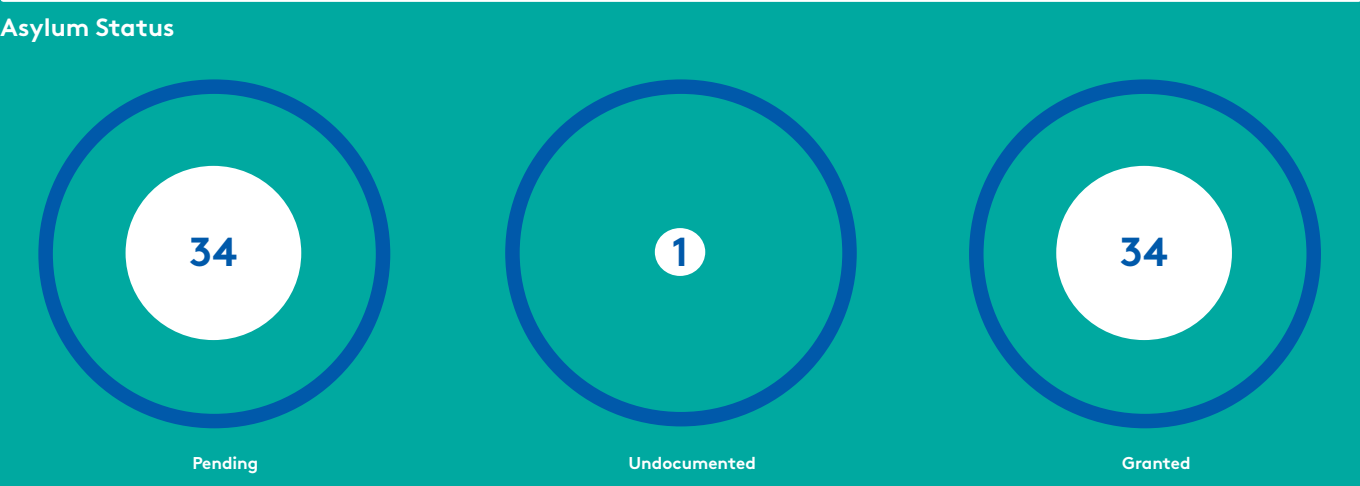 Asylum Status
34
1
34
Pending
Undocumented
Granted